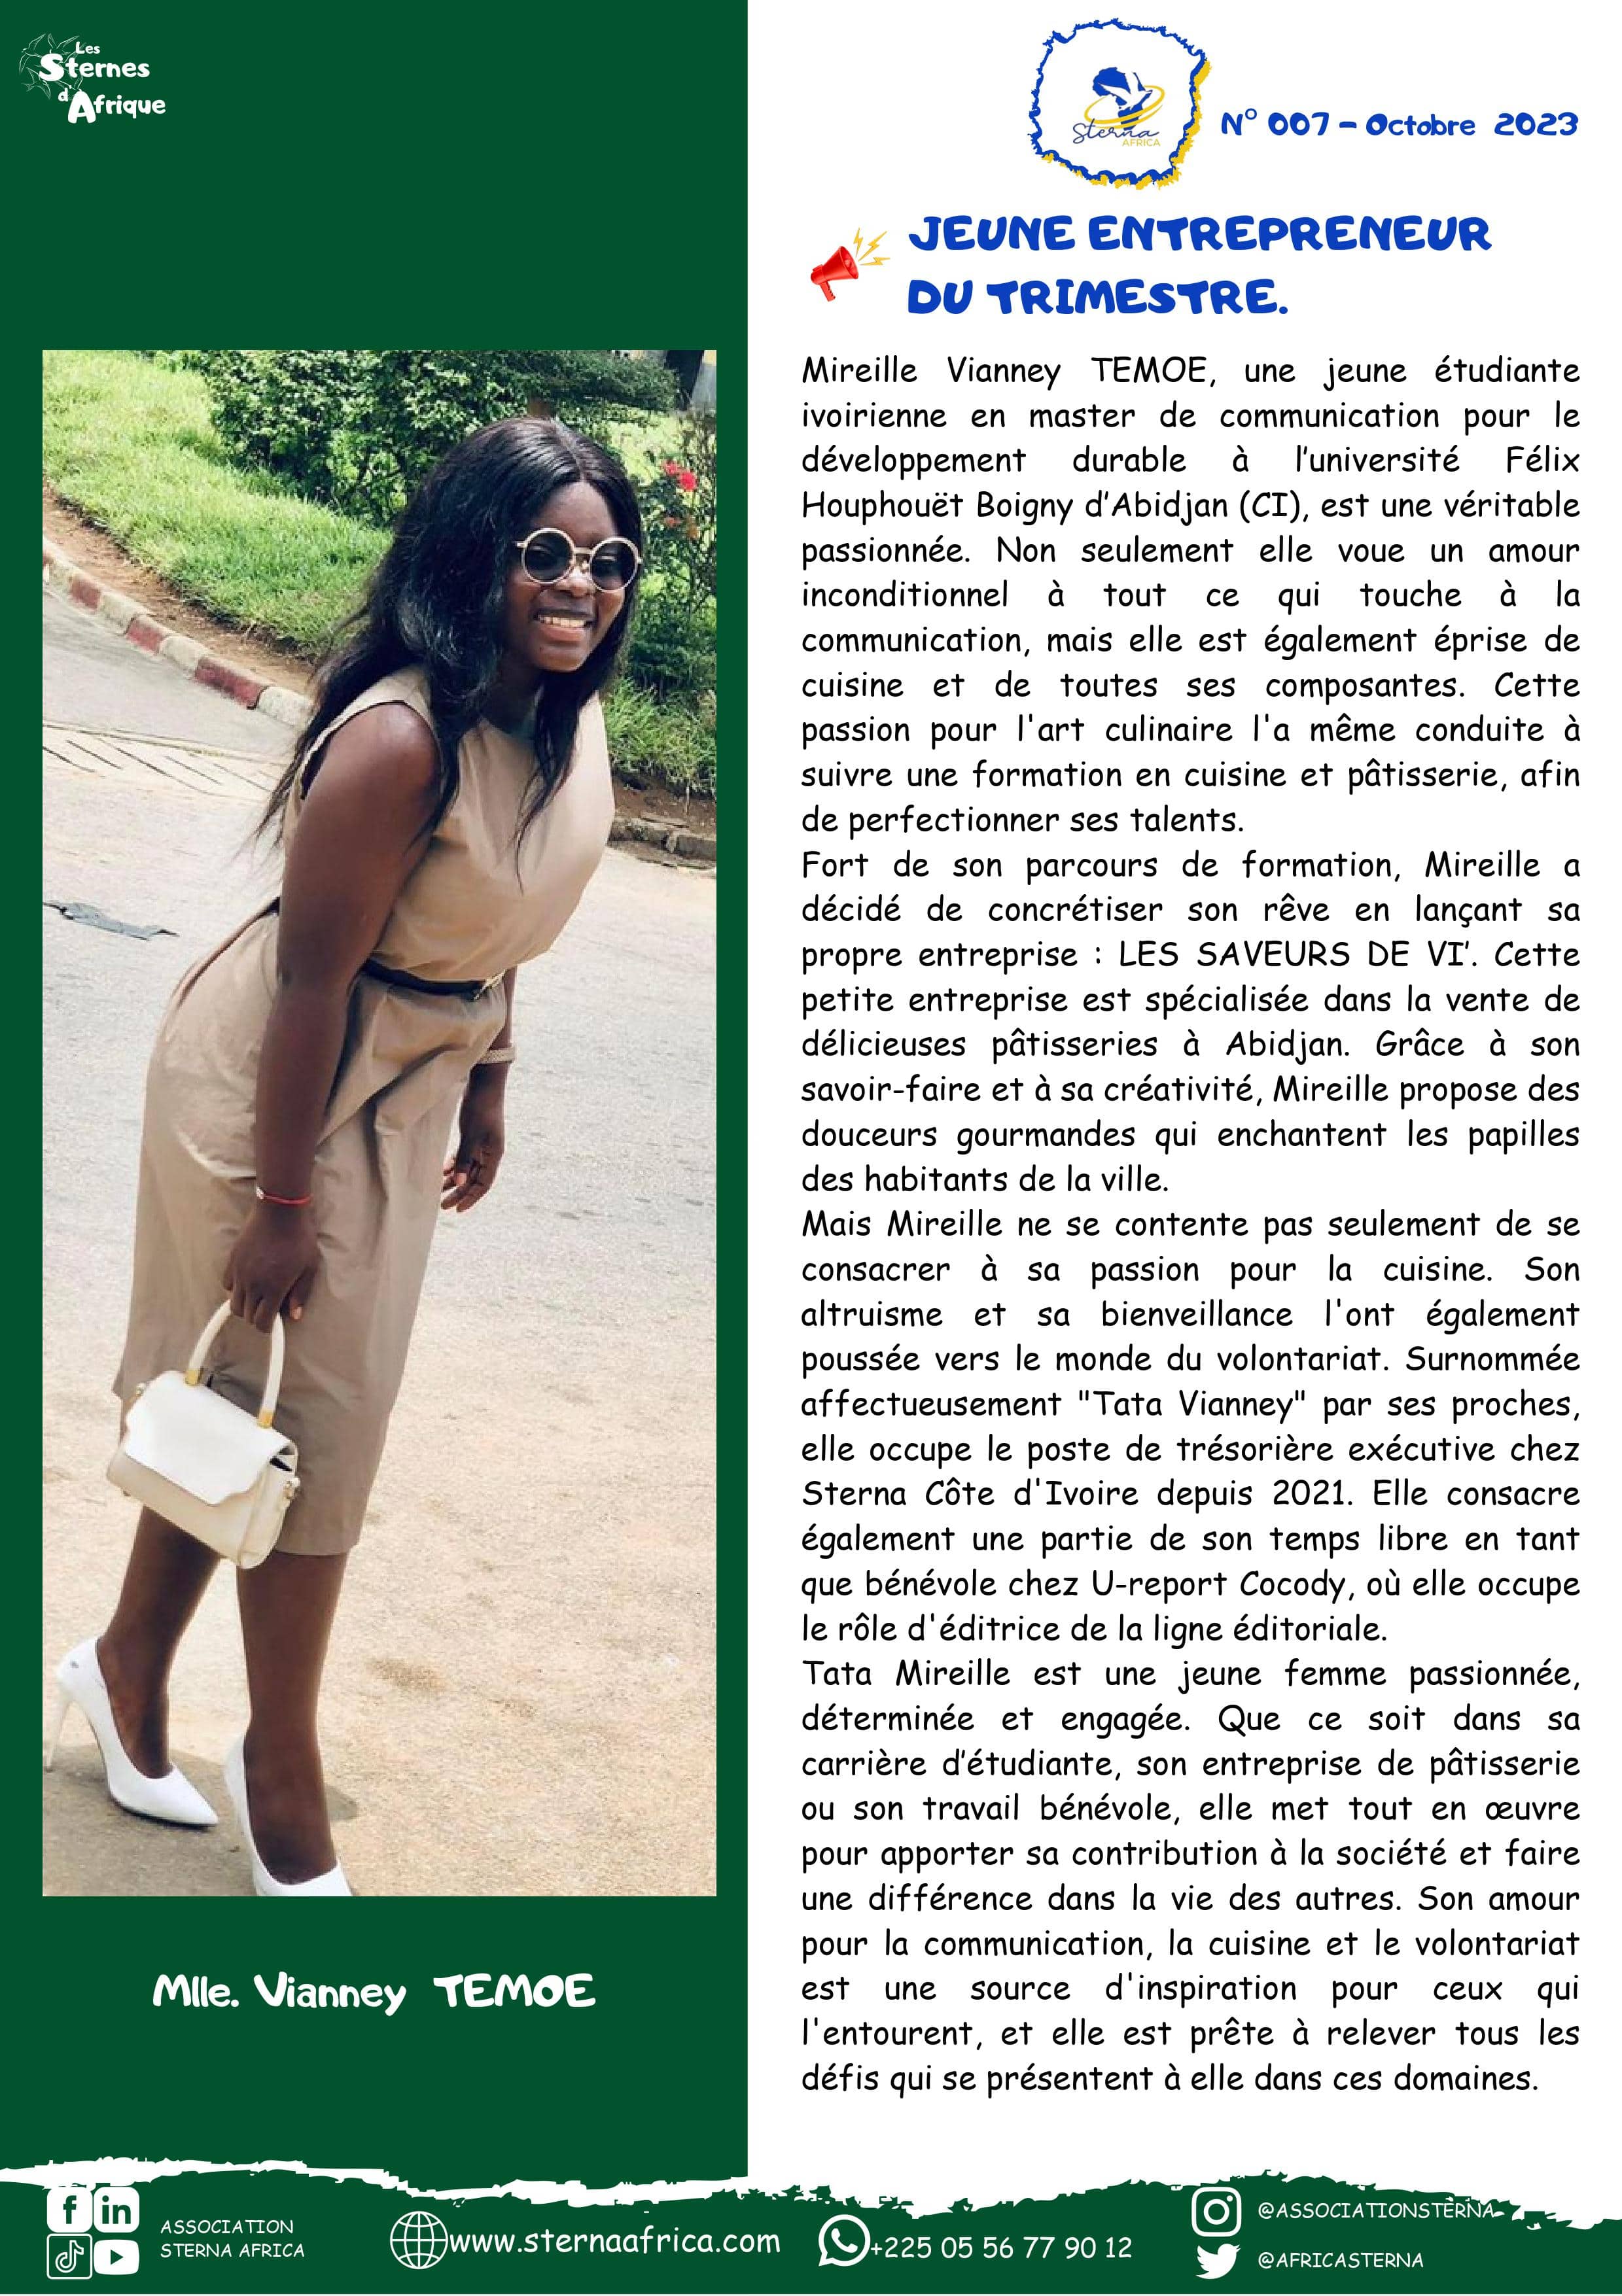 Les
Sternes
d'Afrique
Sterna
AFRICA
N° 007 - Octobre 2023
JEUNE ENTREPRENEUR
DU TRIMESTRE.
Mireille Vianney TEMOE, une jeune étudiante
ivoirienne en master de communication pour le
développement durable à l’université Félix
Houphouët Boigny d’Abidjan (CI), est une véritable
passionnée. Non seulement elle voue un amour
inconditionnel à tout ce qui touche à la
communication, mais elle est également éprise de
cuisine et de toutes ses composantes. Cette
passion pour l'art culinaire l'a même conduite à
suivre une formation en cuisine et pâtisserie, afin
de perfectionner ses talents.
Fort de son parcours de formation, Mireille a
décidé de concrétiser son rêve en lançant sa
propre entreprise : LES SAVEURS DE VI’. Cette
petite entreprise est spécialisée dans la vente de
délicieuses pâtisseries à Abidjan. Grâce à son
savoir-faire et à sa créativité, Mireille propose des
douceurs gourmandes qui enchantent les papilles
des habitants de la ville.
Mais Mireille ne se contente pas seulement de se
consacrer à sa passion pour la cuisine. Son
altruisme et sa bienveillance l'ont également
poussée vers le monde du volontariat. Surnommée
affectueusement "Tata Vianney" par ses proches,
elle occupe le poste de trésorière exécutive chez
Sterna Côte d'Ivoire depuis 2021. Elle consacre
également une partie de son temps libre en tant
que bénévole chez U-report Cocody, où elle occupe
le rôle d'éditrice de la ligne éditoriale.
Tata Mireille est une jeune femme passionnée,
déterminée et engagée. Que ce soit dans sa
carrière d’étudiante, son entreprise de pâtisserie
ou son travail bénévole, elle met tout en œuvre
pour apporter sa contribution à la société et faire
une différence dans la vie des autres. Son amour
pour la communication, la cuisine et le volontariat
est une source d'inspiration pour ceux qui
l'entourent, et elle est prête à relever tous les
défis qui se présentent à elle dans ces domaines.
Mlle. Vianney TEMOE
ASSOCIATION
STERNA AFRICA
www.sternaafrica.com
+225 05 56 77 90 12
@ASSOCIATIONSTERNA
@AFRICASTERNA